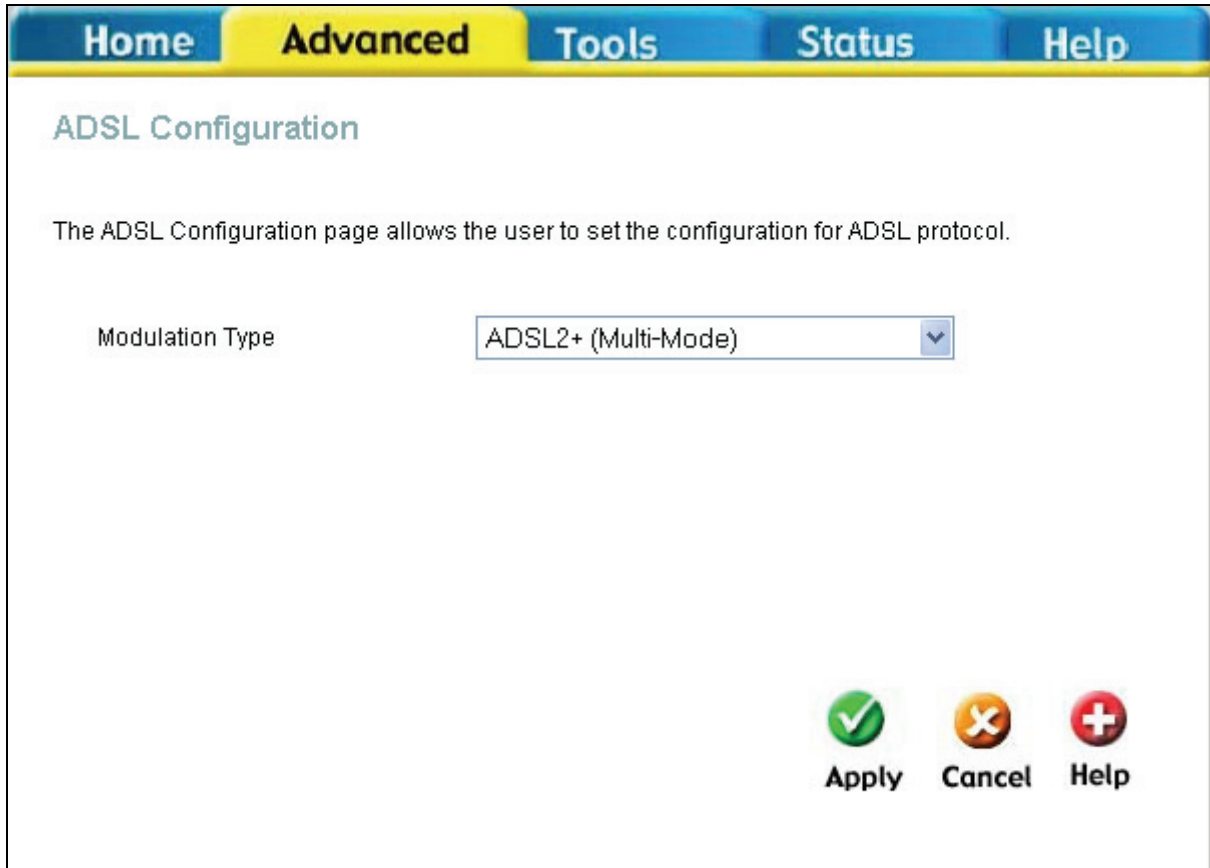 Home Advanced Tools Status Help
ADSL Configuration
The ADSL Configuration page allows the user to set the configuration for ADSL protocol.
Modulation Type ADSL2+ (Multi-Mode)
Apply Cancel Help